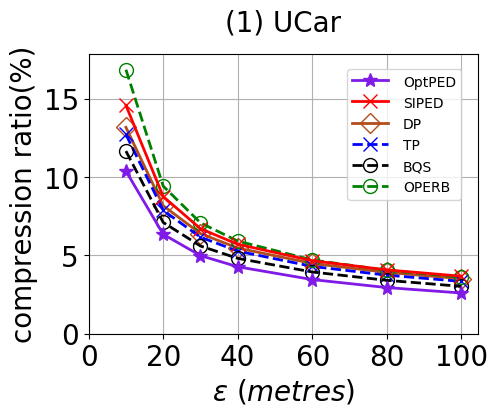 (1) UCar
compression ratio(%)
15
10
5
0
0 20 40 60 80 100
ε (metres)
OptPED
SIPED
DP
TP
BQS
OPERB